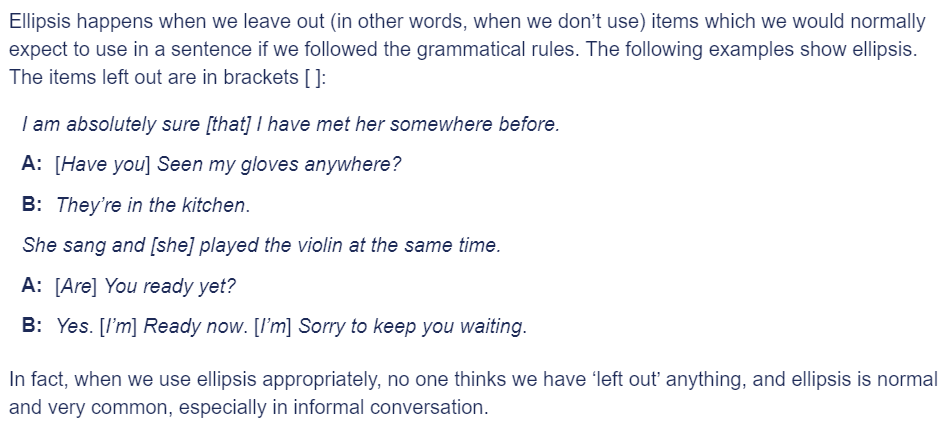 Ellipsis happens when we leave out (in other words, when we don’t use) items which we would normally
expect to use in a sentence if we followed the grammatical rules. The following examples show ellipsis.
The items left out are in brackets [ ]:
I am absolutely sure [that] I have met her somewhere before.
A: [Have you] Seen my gloves anywhere?
B: They’re in the kitchen.
She sang and [she] played the violin at the same time.
A: [Are] You ready yet?
B: Yes. [I’m] Ready now. [I’m] Sorry to keep you waiting.
In fact, when we use ellipsis appropriately, no one thinks we have ‘left out’ anything, and ellipsis is normal
and very common, especially in informal conversation.